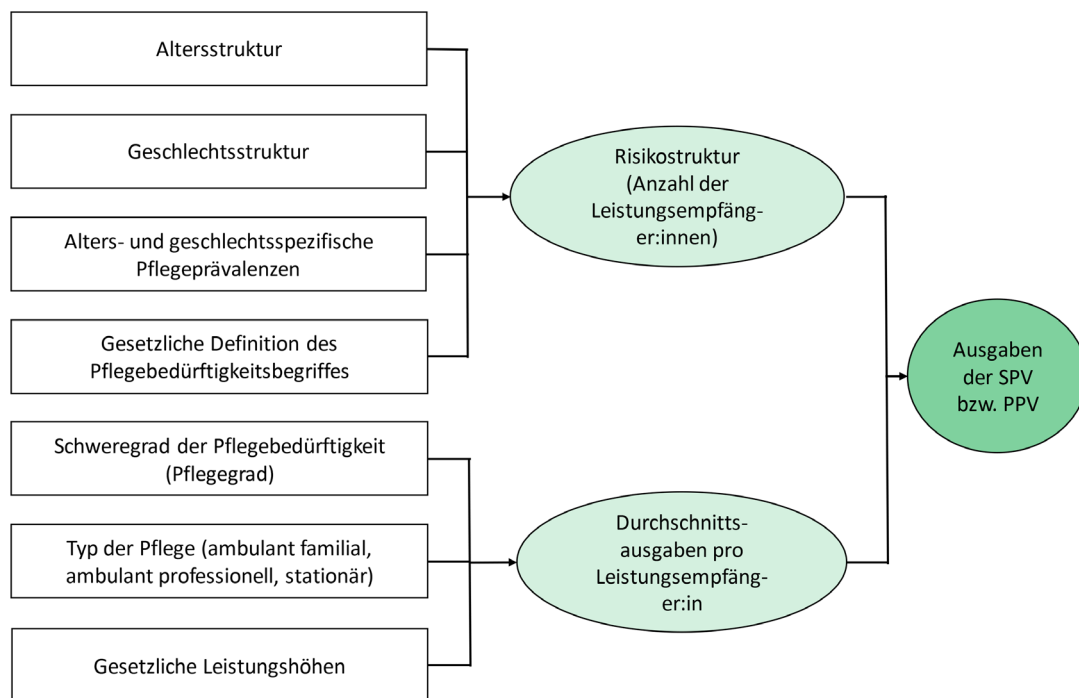 Altersstruktur
Geschlechtsstruktur
Alters- und geschlechtsspezifische
Pflegeprävalenzen
Gesetzliche Definition des
Pflegebedürftigkeitsbegriffes
Schweregrad der Pflegebedürftigkeit
(Pflegegrad)
Typ der Pflege (ambulant familial,
ambulant professionell, stationär)
Gesetzliche Leistungshöhen
Risikostruktur
(Anzahl der
Leistungsempfäng-
er:innen)
Durchschnitts-
ausgaben pro
Leistungsempfäng-
er:in
Ausgaben
der SPV
bzw. PPV